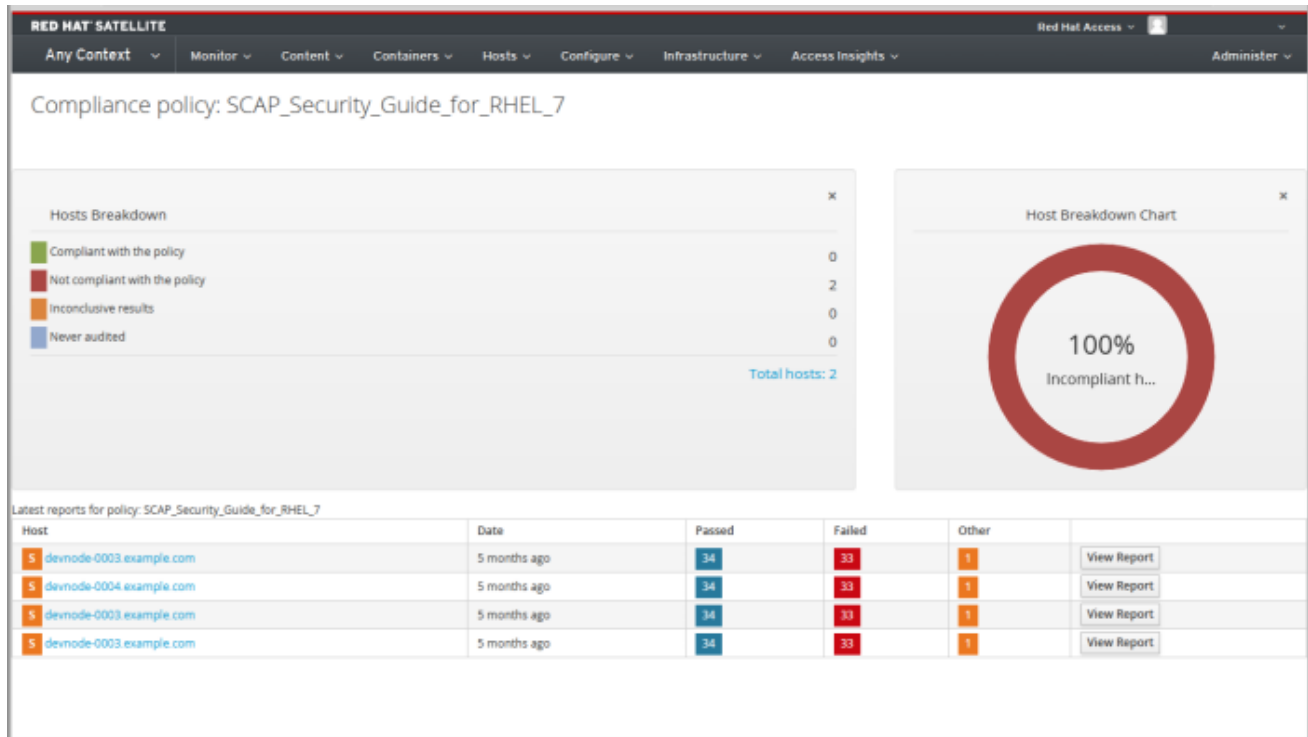 RED HAT SATELLITE
Red Hat Access
Any Context Monitor Content Containers Hosts Configure Infrastructure Access Insights Administer
Compliance policy: SCAP_Security_Guide_for_RHEL_7
Hosts Breakdown
Compliant with the policy 0
Not compliant with the policy 2
Inconclusive results 0
Never audited 0
Total hosts: 2
Host Breakdown Chart
100%
Incompliant h...
Latest reports for policy: SCAP_Security_Guide_for_RHEL_7
Host Date Passed Failed Other
S devnode-0003.example.com 5 months ago 34 33 1 View Report
S devnode-0004.example.com 5 months ago 34 33 1 View Report
S devnode-0003.example.com 5 months ago 34 33 1 View Report
S devnode-0003.example.com 5 months ago 34 33 1 View Report